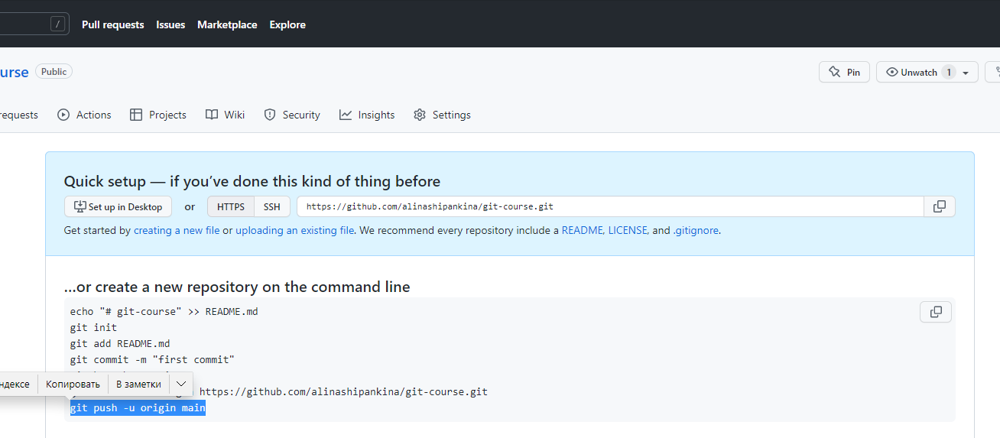 / Pull requests Issues Marketplace Explore
urse Public Pin Unwatch 1
requests Actions Projects Wiki Security Insights Settings
Quick setup — if you’ve done this kind of thing before
Set up in Desktop or HTTPS SSH https://github.com/alinashipankina/git-course.git
Get started by creating a new file or uploading an existing file. We recommend every repository include a README, LICENSE, and .gitignore.
…or create a new repository on the command line
echo "# git-course" >> README.md
git init
git add README.md
git commit -m "first commit"
ндексе Копировать В заметки
https://github.com/alinashipankina/git-course.git
git push -u origin main